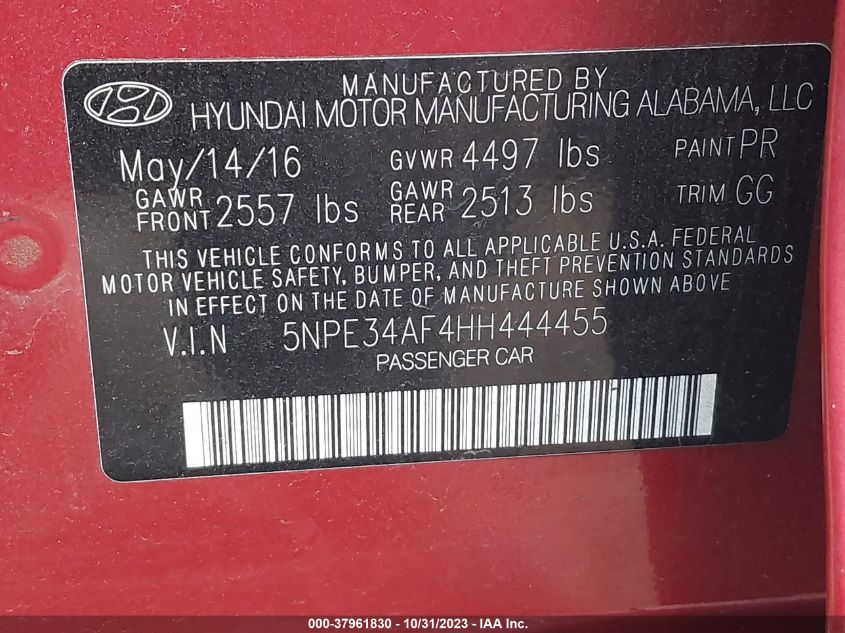 MANUFACTURED BY
HYUNDAI MOTOR MANUFACTURING ALABAMA, LLC
May/14/16 GVWR 4497 lbs PAINT PR
GAWR FRONT 2557 lbs GAWR REAR 2513 lbs TRIM GG
THIS VEHICLE CONFORMS TO ALL APPLICABLE U.S.A. FEDERAL
MOTOR VEHICLE SAFETY, BUMPER, AND THEFT PREVENTION STANDARDS
IN EFFECT ON THE DATE OF MANUFACTURE SHOWN ABOVE.
V.I.N 5NPE34AF4HH444455
PASSENGER CAR
000-37961830 - 10/31/2023 - IAA Inc.